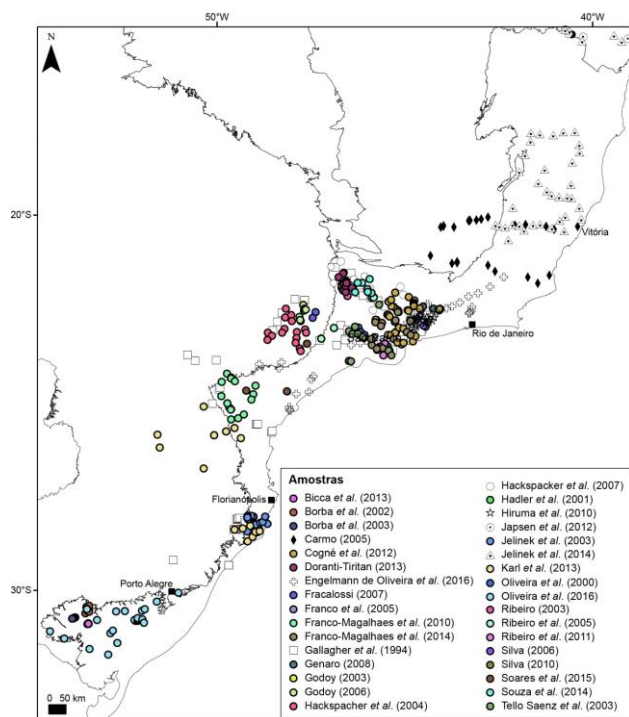 50°W
40°W
N
20°S
Vitória
Rio de Janeiro
Florianópolis
Porto Alegre
30°S
0 50 km
Amostras
Bicca et al. (2013)
Borba et al. (2002)
Borba et al. (2003)
Carmo (2005)
Cogné et al. (2012)
Doranti-Tiritan (2013)
Engelmann de Oliveira et al. (2016)
Fracalossi (2007)
Franco et al. (2005)
Franco-Magalhaes et al. (2010)
Franco-Magalhaes et al. (2014)
Gallagher et al. (1994)
Genaro (2008)
Godoy (2003)
Godoy (2006)
Hackspacher et al. (2004)
Hackspacker et al. (2007)
Hadler et al. (2001)
Hiruma et al. (2010)
Japsen et al. (2012)
Jelinek et al. (2003)
Jelinek et al. (2014)
Karl et al. (2013)
Oliveira et al. (2000)
Oliveira et al. (2016)
Ribeiro (2003)
Ribeiro et al. (2005)
Ribeiro et al. (2011)
Silva (2006)
Silva (2010)
Soares et al. (2015)
Souza et al. (2014)
Tello Saenz et al. (2003)